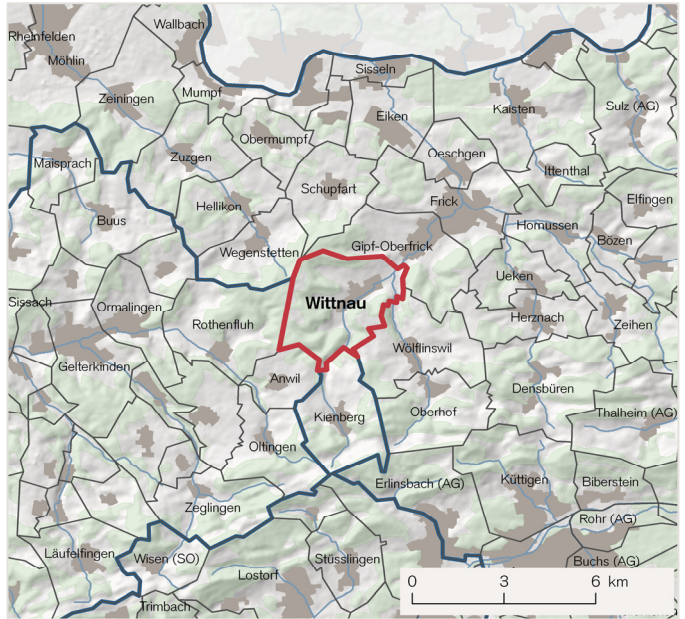 Wallbach
Rheinfelden
Möhlin
Sisseln
Zeiningen
Mumpf
Kaisten
Sulz (AG)
Eiken
Obermumpf
Oeschgen
Maisprach
Zuzgen
Ittenthal
Schupfart
Elfingen
Hellikon
Frick
Buus
Hornussen
Bözen
Gipf-Oberfrick
Wegenstetten
Ueken
Sissach
Ormalingen
Wittnau
Herznach
Zeihen
Rothenfluh
Wölflinswil
Gelterkinden
Anwil
Densbüren
Oberhof
Thalheim (AG)
Kienberg
Oltingen
Erlinsbach (AG)
Küttigen
Biberstein
Zeglingen
Rohr (AG)
Läufelfingen
Wisen (SO)
Stüsslingen
Buchs (AG)
Lostorf
0 3 6 km
Trimbach